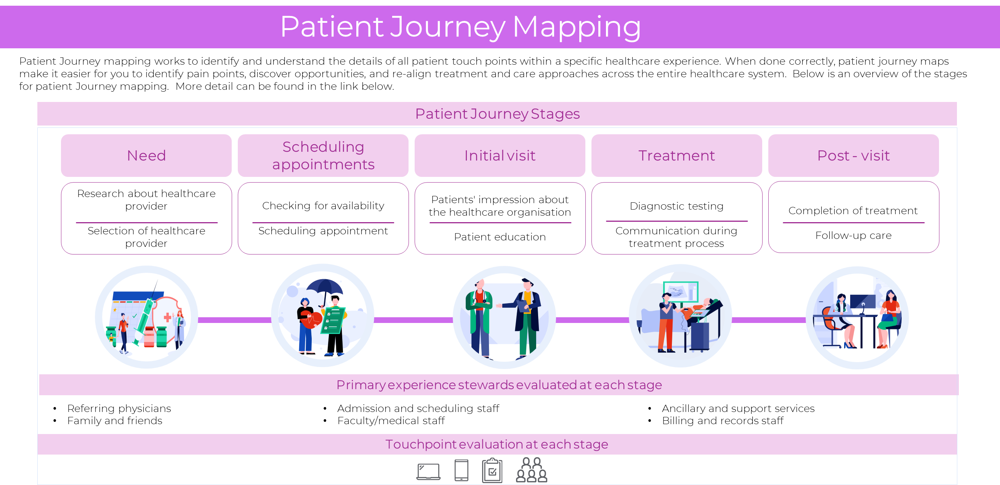 Patient Journey Mapping
Patient Journey mapping works to identify and understand the details of all patient touch points within a specific healthcare experience. When done correctly, patient journey maps
make it easier for you to identify pain points, discover opportunities, and re-align treatment and care approaches across the entire healthcare system. Below is an overview of the stages
for patient Journey mapping. More detail can be found in the link below.
Patient Journey Stages
Need
Research about healthcare
provider
Selection of healthcare
provider
Scheduling
appointments
Checking for availability
Scheduling appointment
Initial visit
Patients' impression about
the healthcare organisation
Patient education
Treatment
Diagnostic testing
Communication during
treatment process
Post - visit
Completion of treatment
Follow-up care
Primary experience stewards evaluated at each stage
• Referring physicians
• Family and friends
• Admission and scheduling staff
• Faculty/medical staff
• Ancillary and support services
• Billing and records staff
Touchpoint evaluation at each stage